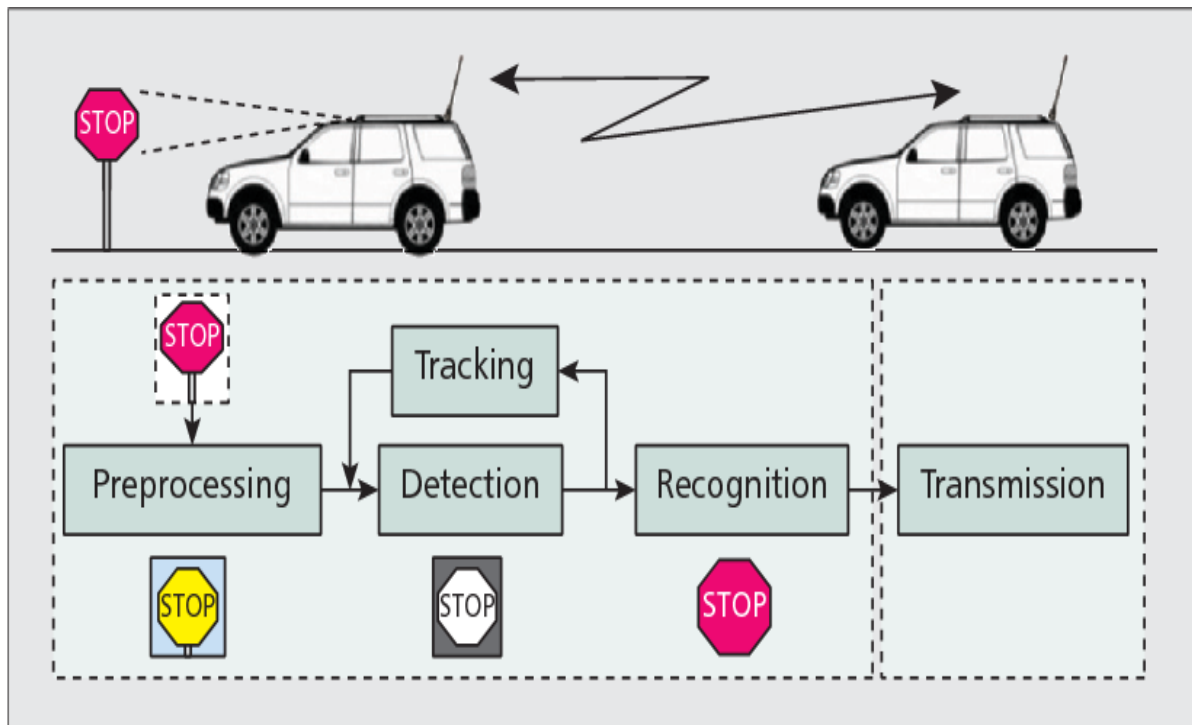 STOP
STOP
Tracking
Preprocessing
Detection
Recognition
Transmission
STOP
STOP
STOP